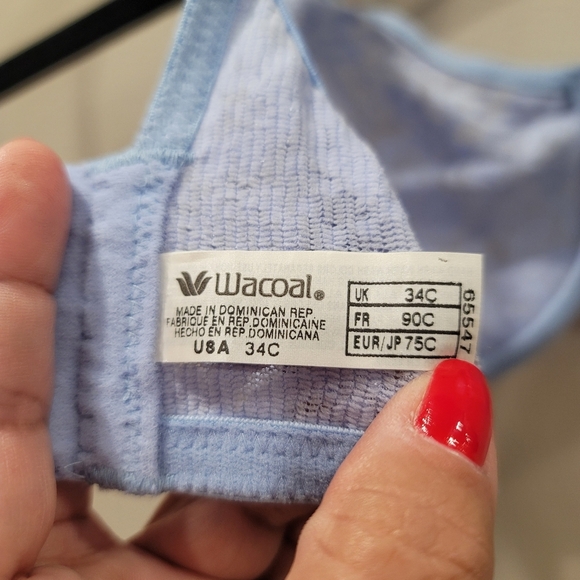 Wacoal®
MADE IN DOMINICAN REP
FABRIQUE EN REP.DOMINICAINE
HECHO EN REP.DOMINICANA
USA 34C
UK 34C
FR 90C
EUR/JP 75C
65547